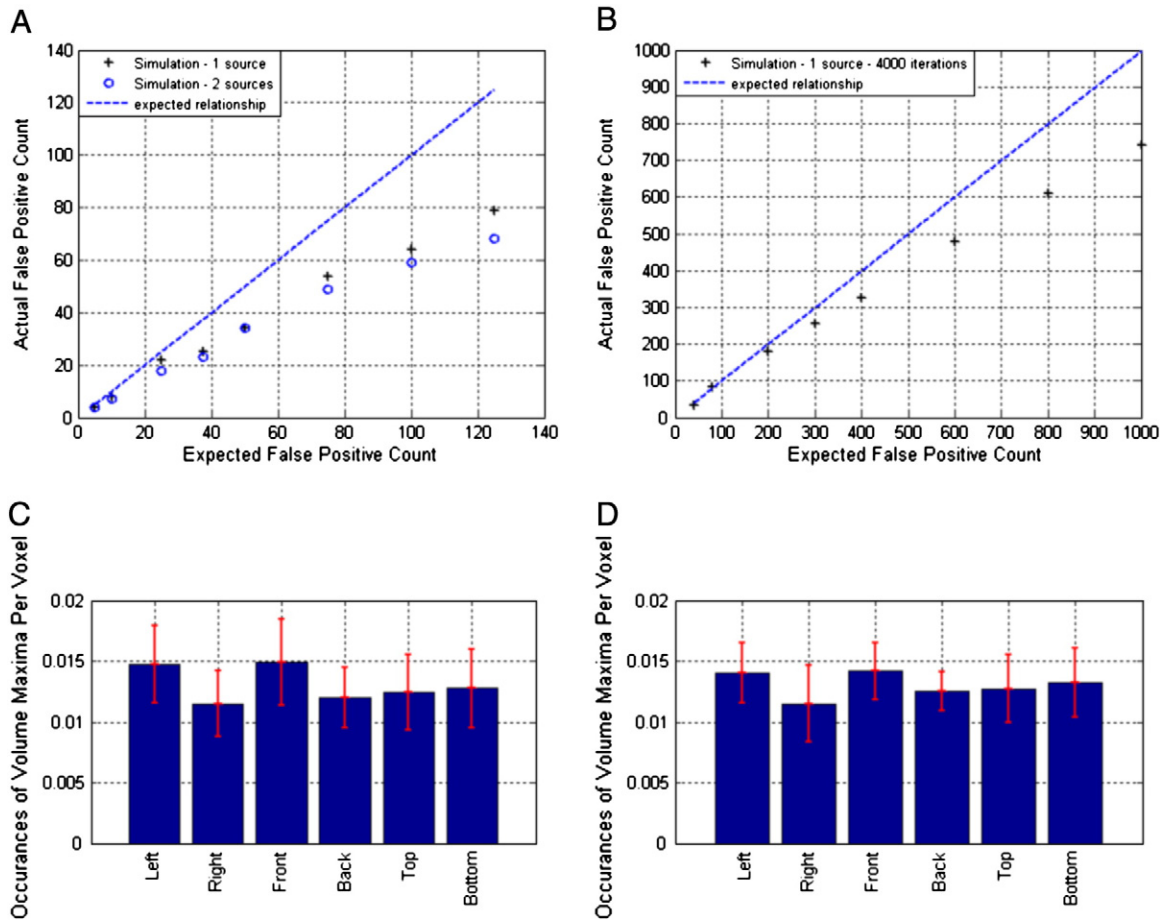 A
140
120
100
80
60
40
20
0
Actual False Positive Count
Simulation - 1 source
Simulation - 2 sources
expected relationship
0 20 40 60 80 100 120 140
Expected False Positive Count
B
1000
900
800
700
600
500
400
300
200
100
0
Actual False Positive Count
Simulation - 1 source - 4000 iterations
expected relationship
0 100 200 300 400 500 600 700 800 900 1000
Expected False Positive Count
C
Occurances of Volume Maxima Per Voxel
0.02
0.015
0.01
0.005
0
Left
Right
Front
Back
Top
Bottom
D
Occurances of Volume Maxima Per Voxel
0.02
0.015
0.01
0.005
0
Left
Right
Front
Back
Top
Bottom